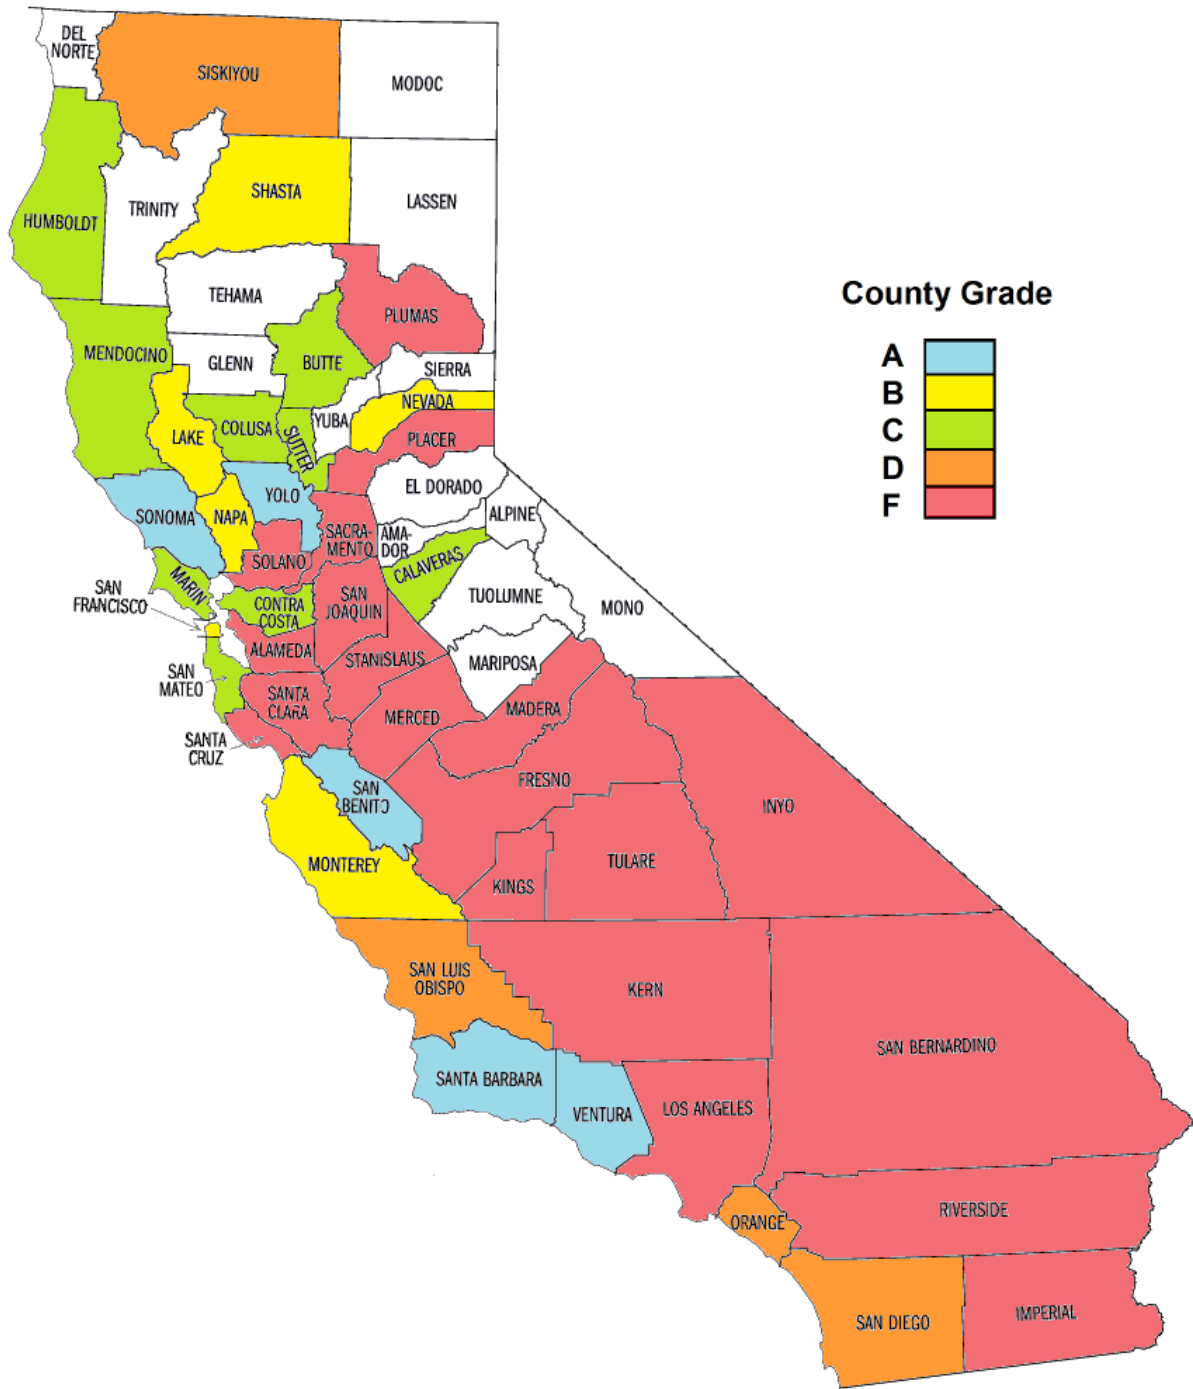 DEL
NORTE
SISKIYOU
MODOC
HUMBOLDT
TRINITY
SHASTA
LASSEN
TEHAMA
PLUMAS
MENDOCINO
GLENN
BUTTE
SIERRA
LAKE
COLUSA
SUTTER
YUBA
NEVADA
PLACER
SONOMA
NAPA
YOLO
EL DORADO
SOLANO
SACRA-
MENTO
AMA-
DOR
ALPINE
CALAVERAS
MARIN
SAN
FRANCISCO
CONTRA
COSTA
SAN
JOAQUIN
TUOLUMNE
MONO
ALAMEDA
STANISLAUS
MARIPOSA
SAN
MATEO
SANTA
CLARA
MERCED
MADERA
SANTA
CRUZ
SAN
BENITO
FRESNO
INYO
MONTEREY
KINGS
TULARE
SAN LUIS
OBISPO
KERN
SAN BERNARDINO
SANTA BARBARA
VENTURA
LOS ANGELES
ORANGE
RIVERSIDE
SAN DIEGO
IMPERIAL
County Grade
A
B
C
D
F